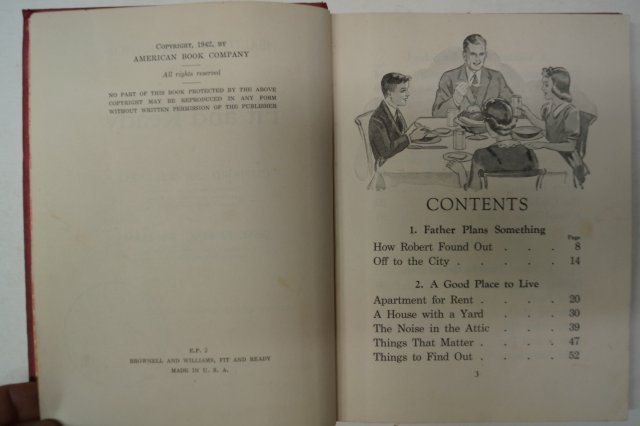 COPYRIGHT, 1942, BY
AMERICAN BOOK COMPANY
All rights reserved
NO PART OF THIS BOOK PROTECTED BY THE ABOVE
COPYRIGHT MAY BE REPRODUCED IN ANY FORM
WITHOUT WRITTEN PERMISSION OF THE PUBLISHER
E.P. 2
BROWNELL AND WILLIAMS, FIT AND READY
MADE IN U. S. A.
CONTENTS
1. Father Plans Something
Page
How Robert Found Out . . . 8
Off to the City . . . . . 14
2. A Good Place to Live
Apartment for Rent . . . . 20
A House with a Yard . . . . 30
The Noise in the Attic . . . 39
Things That Matter . . . . 47
Things to Find Out . . . . 52
3